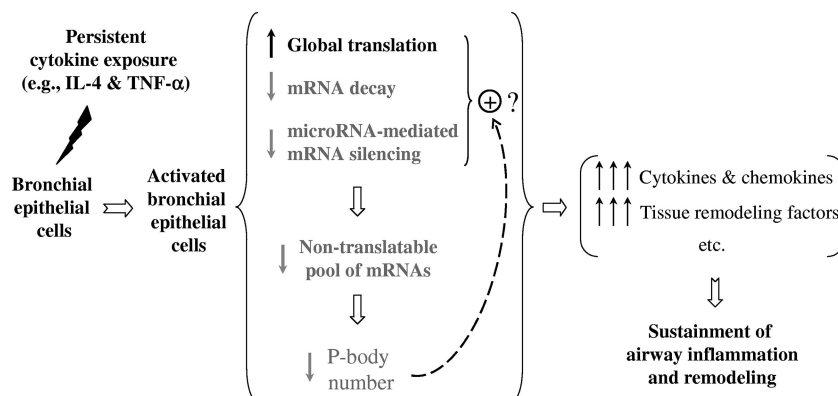 Persistent
cytokine exposure
(e.g., IL-4 & TNF-α)
Bronchial
epithelial
cells
Activated
bronchial
epithelial
cells
Global translation
mRNA decay
microRNA-mediated
mRNA silencing
+ ?
Non-translatable
pool of mRNAs
P-body
number
Cytokines & chemokines
Tissue remodeling factors
etc.
Sustainment of
airway inflammation
and remodeling